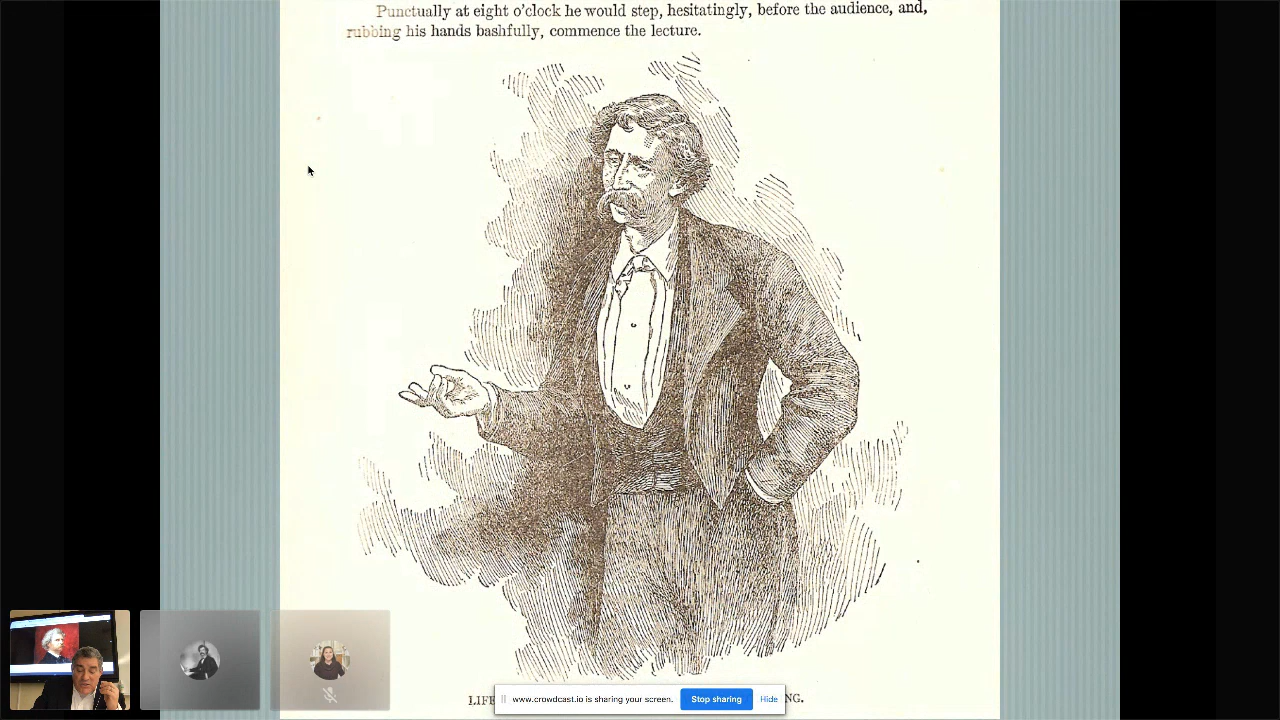 Punctually at eight o'clock he would step, hesitatingly, before the audience, and,
rubbing his hands bashfully, commence the lecture.
www.crowdcast.io is sharing your screen.
Stop sharing
Hide